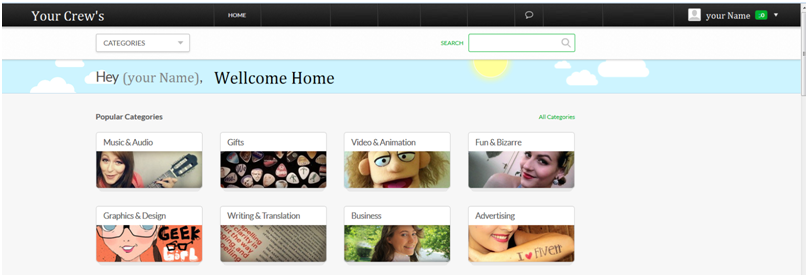 Your Crew's HOME your Name .0
CATEGORIES SEARCH
Hey (your Name), Wellcome Home
Popular Categories All Categories
Music & Audio Gifts Video & Animation Fun & Bizarre
Graphics & Design Writing & Translation Business Advertising
GEEK GIRL
I Fiverr